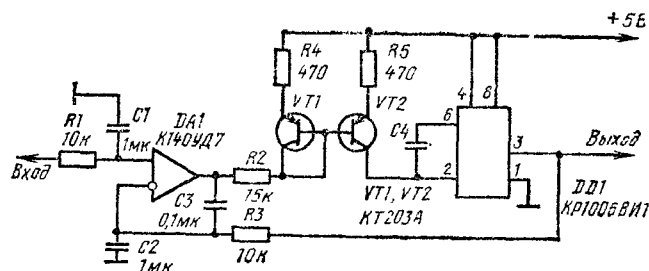 +5В
R4
470
R5
470
VT1
VT2
4
8
C1
1мк
R1
10к
Вход
DA1
К140УД7
R2
15к
C4
6
2
3
1
Выход
DD1
КР1006ВИ1
VT1, VT2
КТ203А
C3
0,1мк
R3
10к
C2
1мк